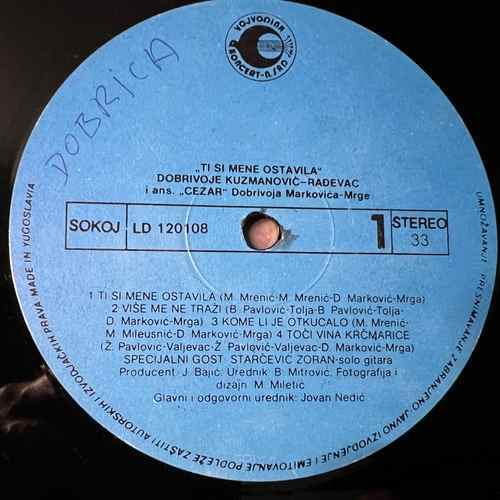 VOJVODINA
KONCERT-N.SAD
DOBRICA
„TI SI MENE OSTAVILA"
DOBRIVOJE KUZMANOVIĆ-RAĐEVAC
i ans. „CEZAR" Dobrivoja Markovića-Mrge
SOKOJ LD 120108 1 STEREO
33
1 TI SI MENE OSTAVILA (M. Mrenić-M. Mrenić-D. Marković-Mrga)
2 VIŠE ME NE TRAŽI (B. Pavlović-Tolja-B Pavlović-Tolja-
D. Marković-Mrga) 3 KOME LI JE OTKUCALO (M. Mrenić-
M. Mileusnić-D Marković-Mrga) 4 TOČI VINA KRČMARICE
(Ž. Pavlović-Valjevac-Ž. Pavlović-Valjevac-D. Marković-Mrga)
SPECIJALNI GOST: STARČEVIĆ ZORAN-solo gitara
Producent: J. Bajić: Urednik: B. Mitrović, Fotografija i
dizajn: M. Miletić
Glavni i odgovorni urednik: Jovan Nedić
MADE IN YUGOSLAVIA
UMNOŽAVANJE PRESNIMAVANJE ZABRANJENO. JAVNO IZVOĐENJE I EMITOVANJE PODLEŽE ZAŠTITI AUTORSKIH I IZVOĐAČKIH PRAVA